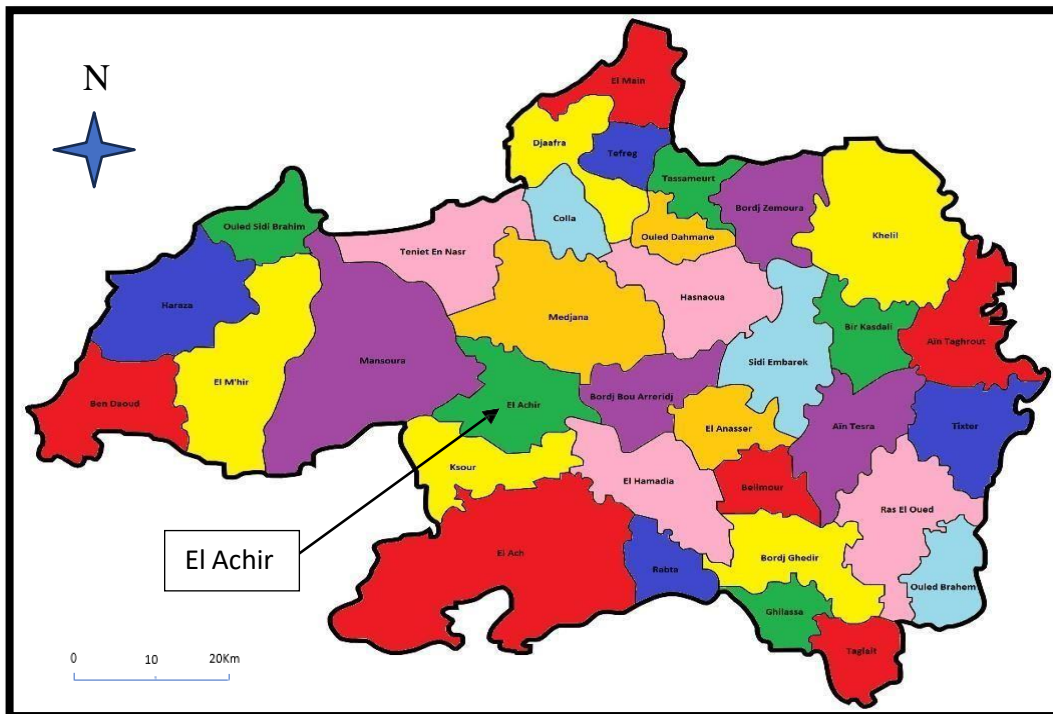 El Main
N
Djaafra
Tefreg
Tassameurt
Bordj Zemoura
Colla
Ouled Sidi Brahim
Ouled Dahmane
Khelil
Teniet En Nasr
Hasnaoua
Haraza
Medjana
Bir Kasdali
Aïn Taghrout
Mansoura
Sidi Embarek
El M'hir
Ben Daoud
El Achir
Bordj Bou Arreridj
El Anasser
Aïn Tesra
Tixter
Ksour
El Hamadia
Belimour
Ras El Oued
El Achir
El Ach
Rabta
Bordj Ghedir
Ouled Brahem
Ghilassa
Taglait
0 10 20Km